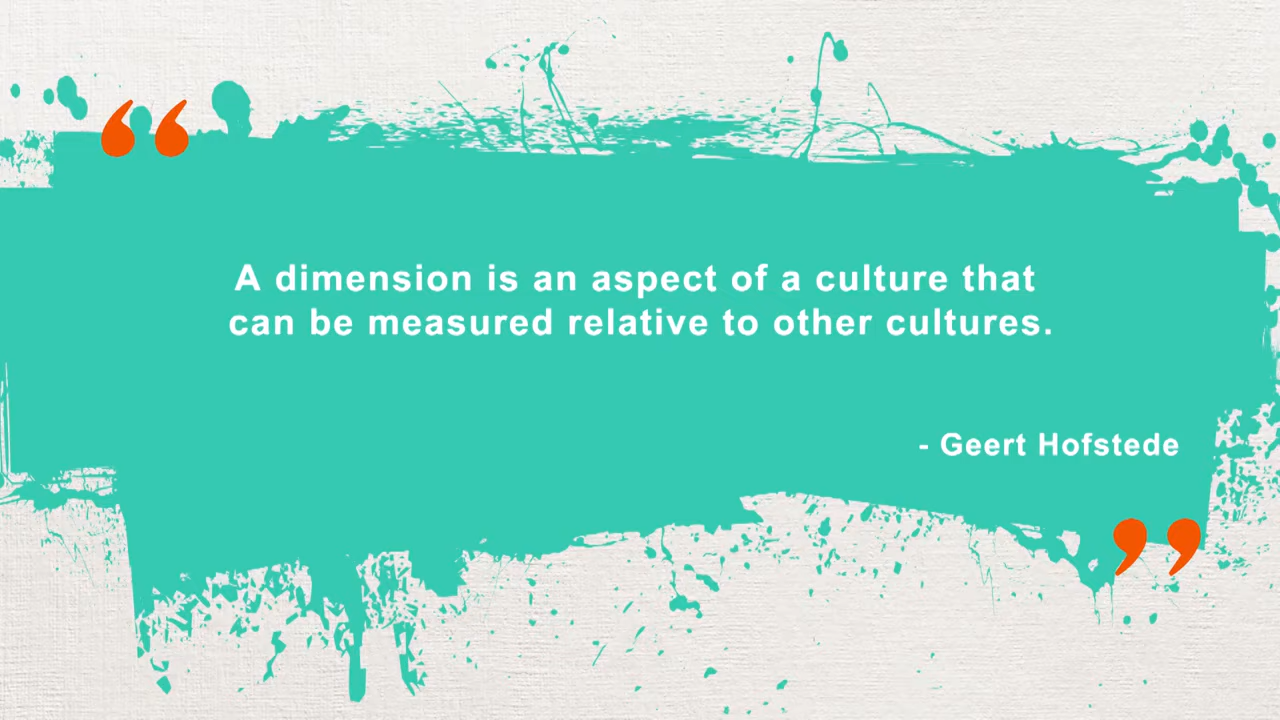 “
A dimension is an aspect of a culture that
can be measured relative to other cultures.
- Geert Hofstede
”